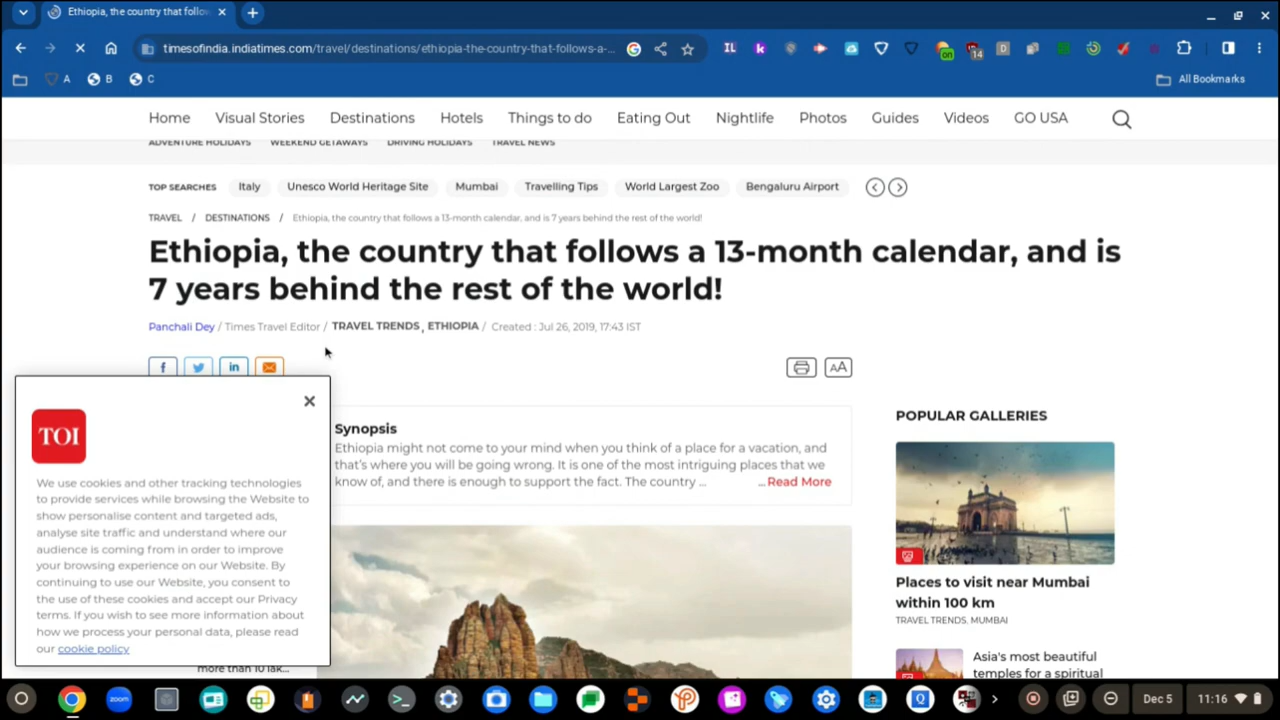 Ethiopia, the country that follow
timesofindia.indiatimes.com/travel/destinations/ethiopia-the-country-that-follows-a-...
A B C All Bookmarks
Home Visual Stories Destinations Hotels Things to do Eating Out Nightlife Photos Guides Videos GO USA
ADVENTURE HOLIDAYS WEEKEND GETAWAYS DRIVING HOLIDAYS TRAVEL NEWS
TOP SEARCHES Italy Unesco World Heritage Site Mumbai Travelling Tips World Largest Zoo Bengaluru Airport
TRAVEL / DESTINATIONS / Ethiopia, the country that follows a 13-month calendar, and is 7 years behind the rest of the world!
Ethiopia, the country that follows a 13-month calendar, and is
7 years behind the rest of the world!
Panchali Dey / Times Travel Editor / TRAVEL TRENDS, ETHIOPIA / Created : Jul 26, 2019, 17:43 IST
f in AA
Synopsis
Ethiopia might not come to your mind when you think of a place for a vacation, and
that's where you will be going wrong. It is one of the most intriguing places that we
know of, and there is enough to support the fact. The country ... ... Read More
TOI
We use cookies and other tracking technologies
to provide services while browsing the Website to
show personalise content and targeted ads,
analyse site traffic and understand where our
audience is coming from in order to improve
your browsing experience on our Website. By
continuing to use our Website, you consent to
the use of these cookies and accept our Privacy
terms. If you wish to see more information about
how we process your personal data, please read
our cookie policy
more than 10 lak...
POPULAR GALLERIES
Places to visit near Mumbai
within 100 km
TRAVEL TRENDS, MUMBAI
Asia's most beautiful
temples for a spiritual
zoom Dec 5 11:16